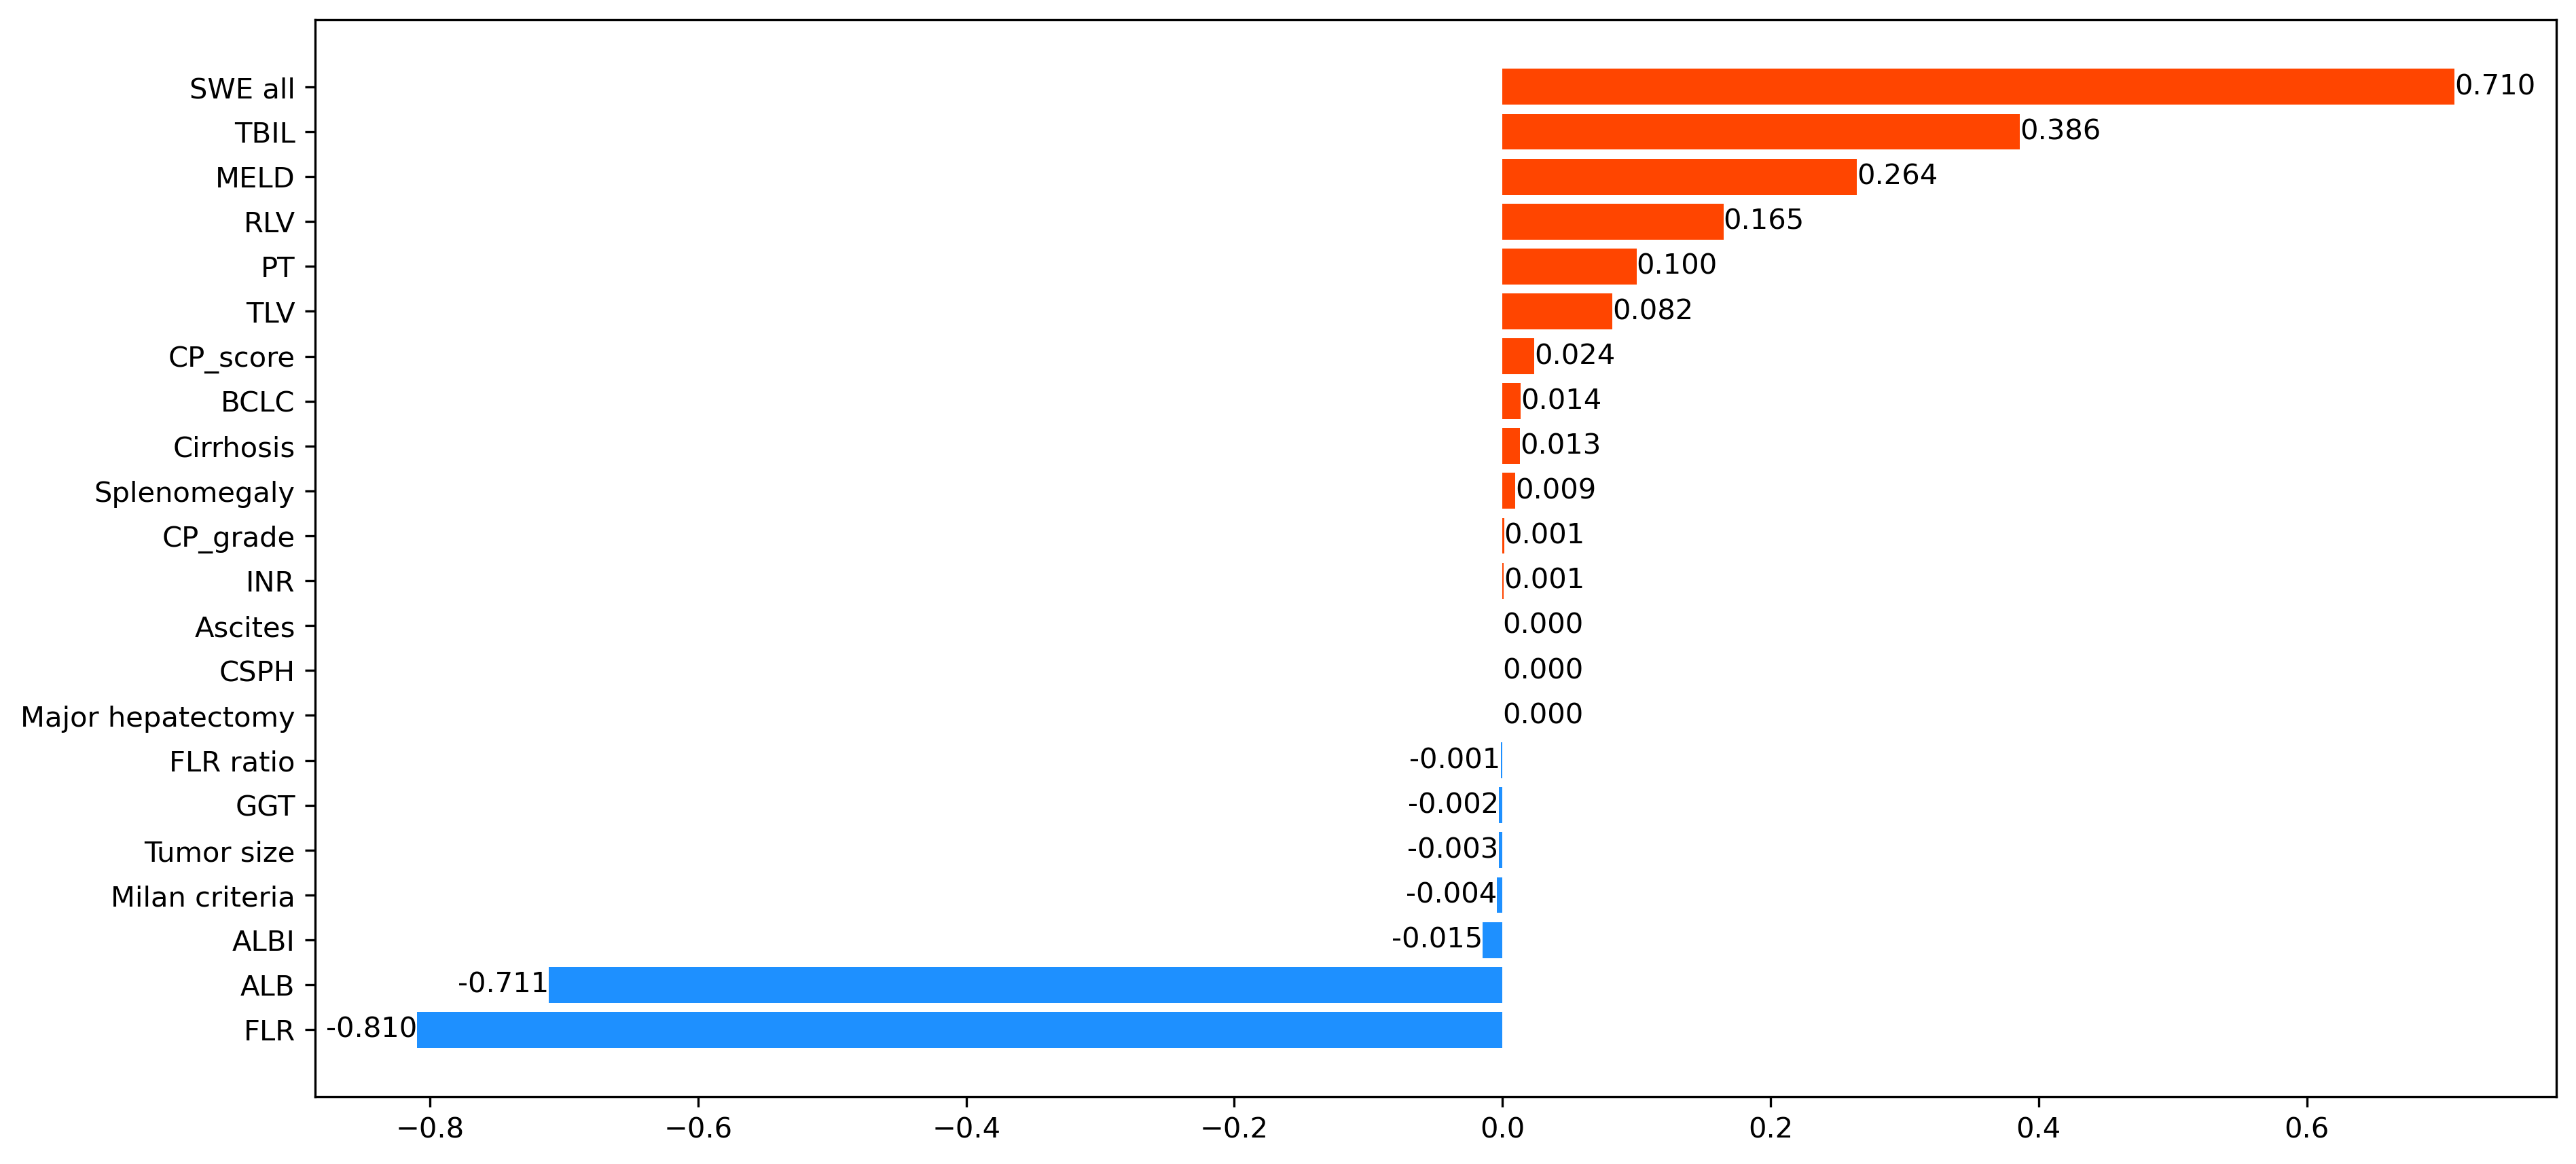 SWE all 0.710
TBIL 0.386
MELD 0.264
RLV 0.165
PT 0.100
TLV 0.082
CP_score 0.024
BCLC 0.014
Cirrhosis 0.013
Splenomegaly 0.009
CP_grade 0.001
INR 0.001
Ascites 0.000
CSPH 0.000
Major hepatectomy 0.000
FLR ratio -0.001
GGT -0.002
Tumor size -0.003
Milan criteria -0.004
ALBI -0.015
ALB -0.711
FLR -0.810
−0.8 −0.6 −0.4 −0.2 0.0 0.2 0.4 0.6